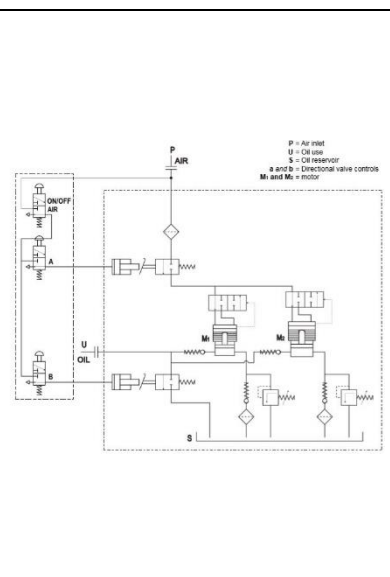 P
AIR
P = Air inlet
U = Oil use
S = Oil reservoir
a and b = Directional valve controls
M₁ and M₂ = motor
ON/OFF
AIR
A
M₁
M₂
U
OIL
B
S